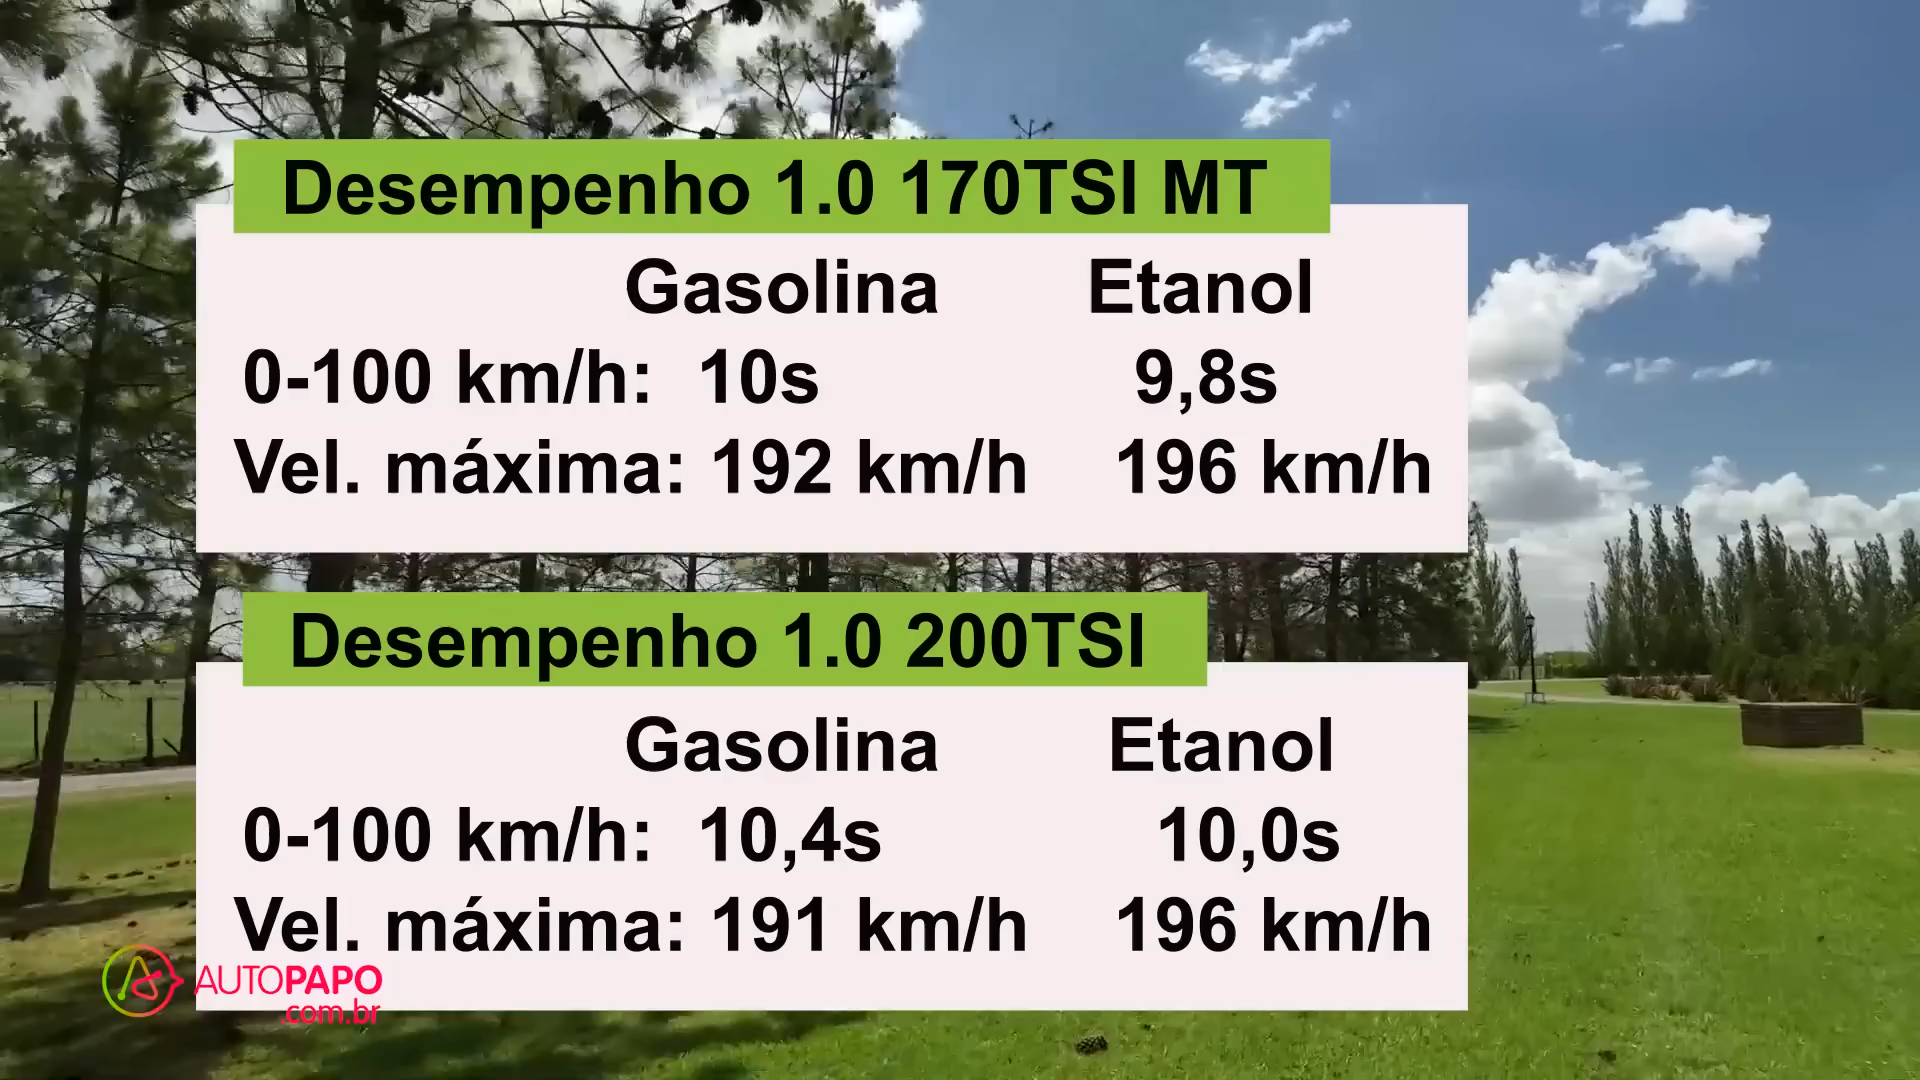 Desempenho 1.0 170TSI MT
Gasolina Etanol
0-100 km/h: 10s 9,8s
Vel. máxima: 192 km/h 196 km/h
Desempenho 1.0 200TSI
Gasolina Etanol
0-100 km/h: 10,4s 10,0s
Vel. máxima: 191 km/h 196 km/h
AUTOPAPO
.com.br